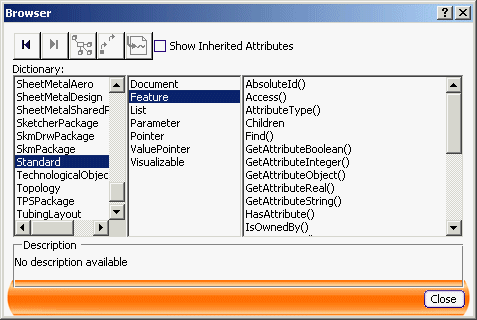 Browser
Show Inherited Attributes
Dictionary:
SheetMetalAero
SheetMetalDesign
SheetMetalSharedF
SketcherPackage
SkmDrwPackage
SkmPackage
Standard
TechnologicalObjec
Topology
TPSPackage
TubingLayout
Document
Feature
List
Parameter
Pointer
ValuePointer
Visualizable
AbsoluteId()
Access()
AttributeType()
Children
Find()
GetAttributeBoolean()
GetAttributeInteger()
GetAttributeObject()
GetAttributeReal()
GetAttributeString()
HasAttribute()
IsOwnedBy()
Description
No description available
Close